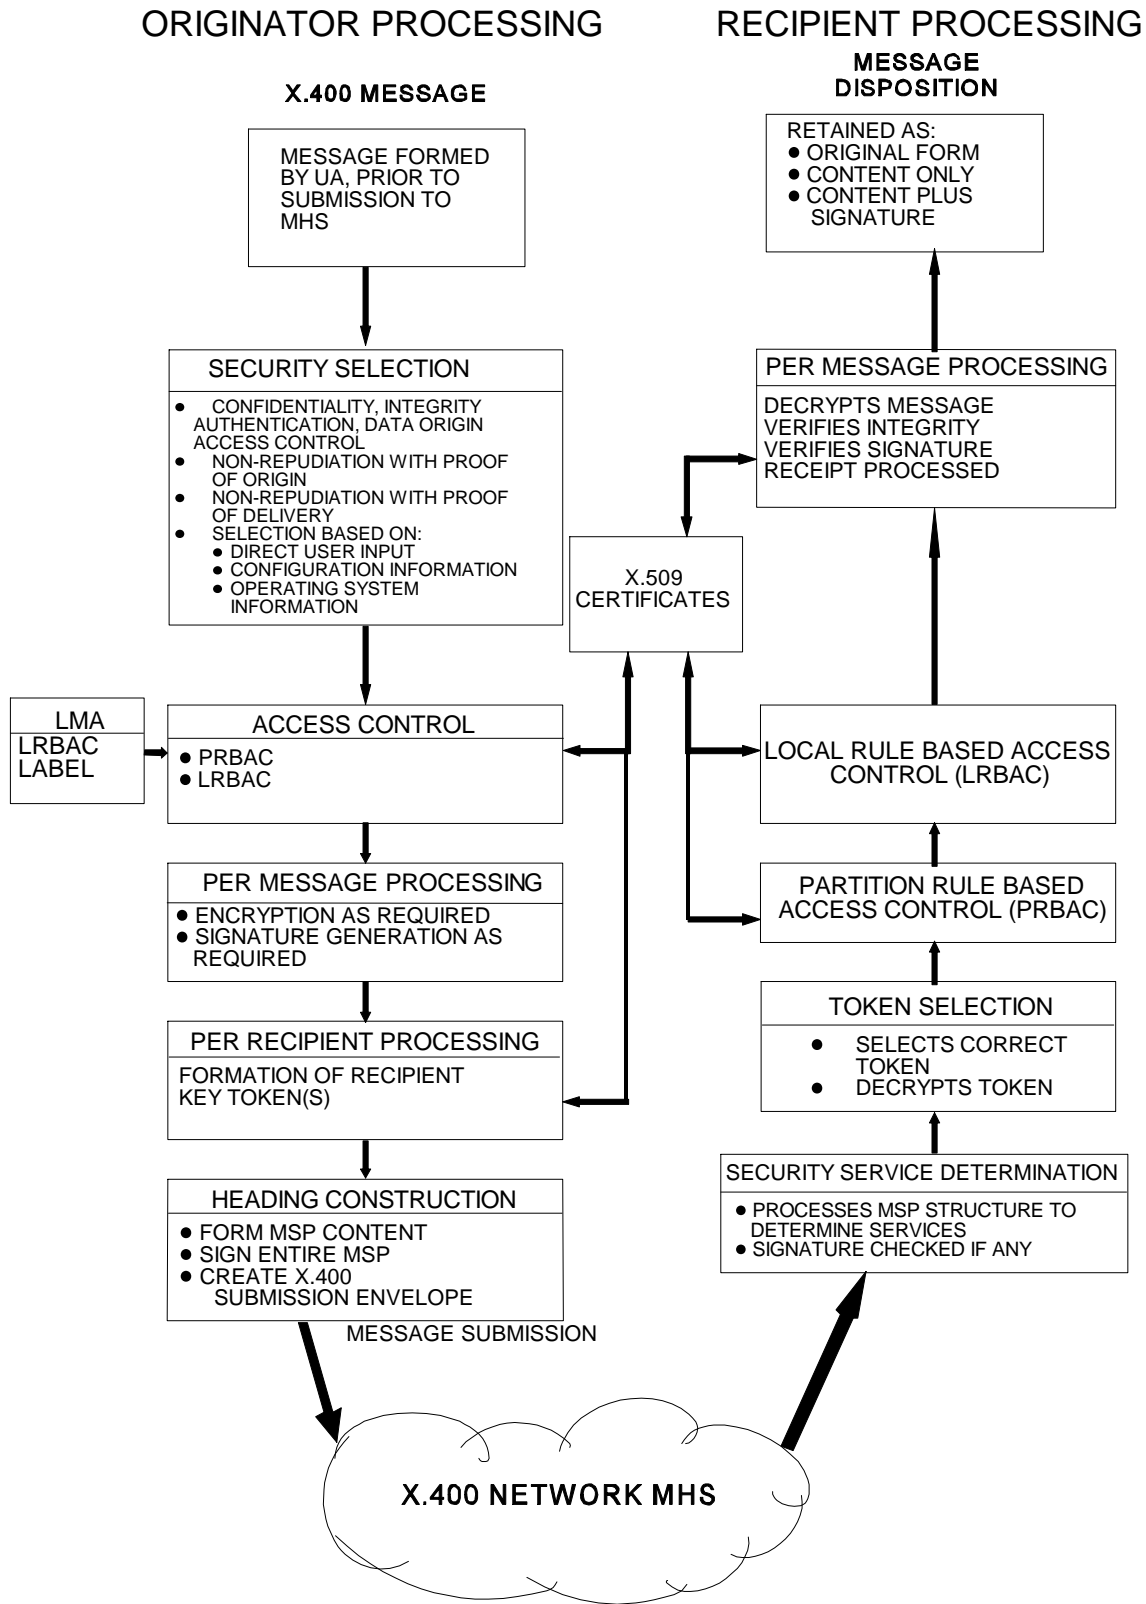 ORIGINATOR PROCESSING
X.400 MESSAGE
MESSAGE FORMED
BY UA, PRIOR TO
SUBMISSION TO
MHS
SECURITY SELECTION
● CONFIDENTIALITY, INTEGRITY
AUTHENTICATION, DATA ORIGIN
ACCESS CONTROL
● NON-REPUDIATION WITH PROOF
OF ORIGIN
● NON-REPUDIATION WITH PROOF
OF DELIVERY
● SELECTION BASED ON:
● DIRECT USER INPUT
● CONFIGURATION INFORMATION
● OPERATING SYSTEM
INFORMATION
LMA
LRBAC
LABEL
ACCESS CONTROL
● PRBAC
● LRBAC
PER MESSAGE PROCESSING
● ENCRYPTION AS REQUIRED
● SIGNATURE GENERATION AS
REQUIRED
PER RECIPIENT PROCESSING
FORMATION OF RECIPIENT
KEY TOKEN(S)
HEADING CONSTRUCTION
● FORM MSP CONTENT
● SIGN ENTIRE MSP
● CREATE X.400
SUBMISSION ENVELOPE
MESSAGE SUBMISSION
X.400 NETWORK MHS
X.509
CERTIFICATES
RECIPIENT PROCESSING
MESSAGE
DISPOSITION
RETAINED AS:
● ORIGINAL FORM
● CONTENT ONLY
● CONTENT PLUS
SIGNATURE
PER MESSAGE PROCESSING
DECRYPTS MESSAGE
VERIFIES INTEGRITY
VERIFIES SIGNATURE
RECEIPT PROCESSED
LOCAL RULE BASED ACCESS
CONTROL (LRBAC)
PARTITION RULE BASED
ACCESS CONTROL (PRBAC)
TOKEN SELECTION
● SELECTS CORRECT
TOKEN
● DECRYPTS TOKEN
SECURITY SERVICE DETERMINATION
● PROCESSES MSP STRUCTURE TO
DETERMINE SERVICES
● SIGNATURE CHECKED IF ANY